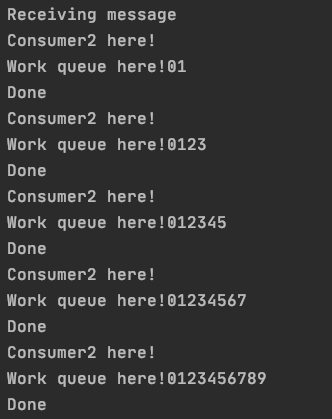 Receiving message
Consumer2 here!
Work queue here!01
Done
Consumer2 here!
Work queue here!0123
Done
Consumer2 here!
Work queue here!012345
Done
Consumer2 here!
Work queue here!01234567
Done
Consumer2 here!
Work queue here!0123456789
Done